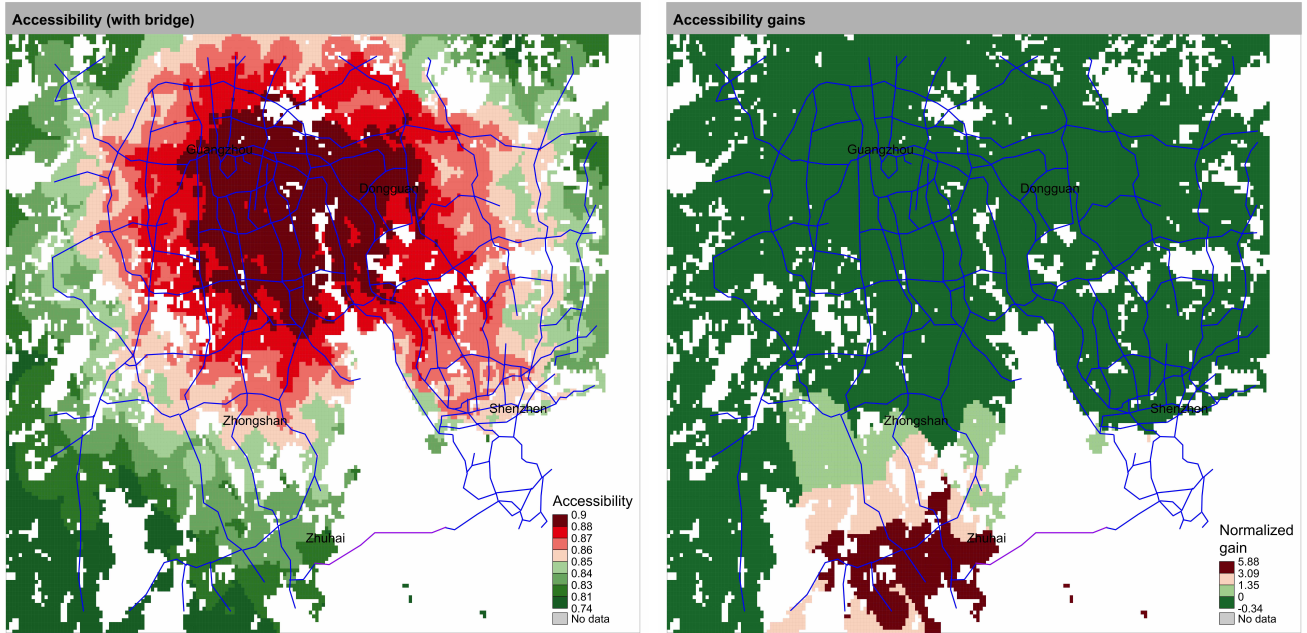 Accessibility (with bridge)
Guangzhou
Dongguan
Shenzhen
Zhongshan
Zhuhai
Accessibility
0.9
0.88
0.87
0.86
0.85
0.84
0.83
0.81
0.74
No data
Accessibility gains
Guangzhou
Dongguan
Shenzhen
Zhongshan
Zhuhai
Normalized
gain
5.88
3.09
1.35
0
-0.34
No data